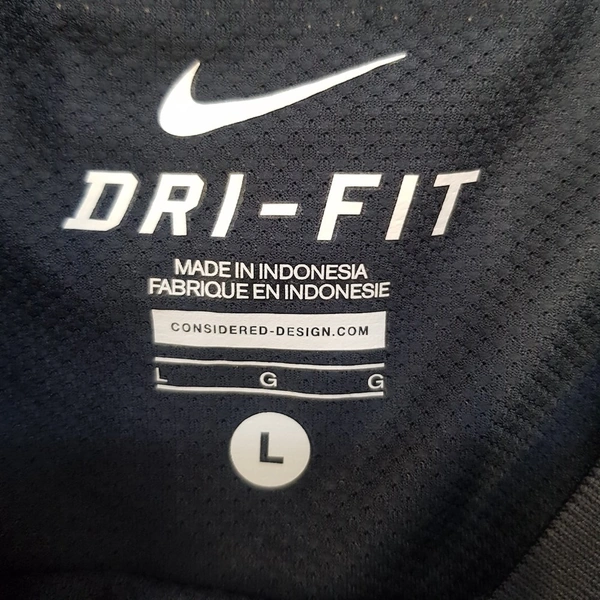 DRI-FIT
MADE IN INDONESIA
FABRIQUE EN INDONESIE
CONSIDERED-DESIGN.COM
L G G
L